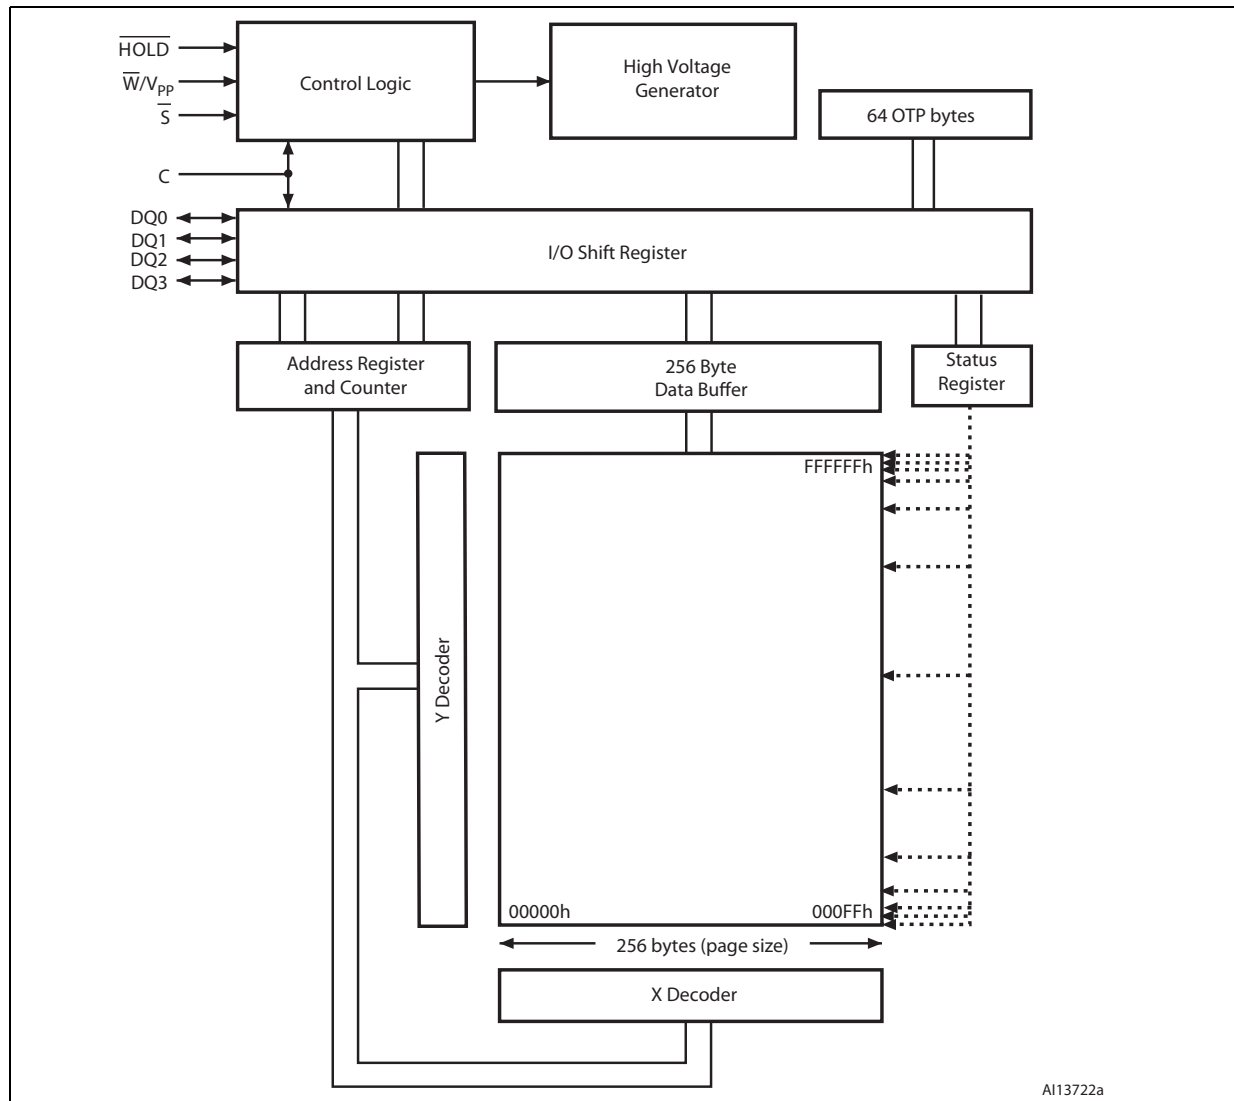 HOLD
W/VPP
S
C
DQ0
DQ1
DQ2
DQ3
Control Logic
High Voltage
Generator
64 OTP bytes
I/O Shift Register
Address Register
and Counter
256 Byte
Data Buffer
Status
Register
FFFFFFh
Y Decoder
00000h
000FFh
256 bytes (page size)
X Decoder
AI13722a